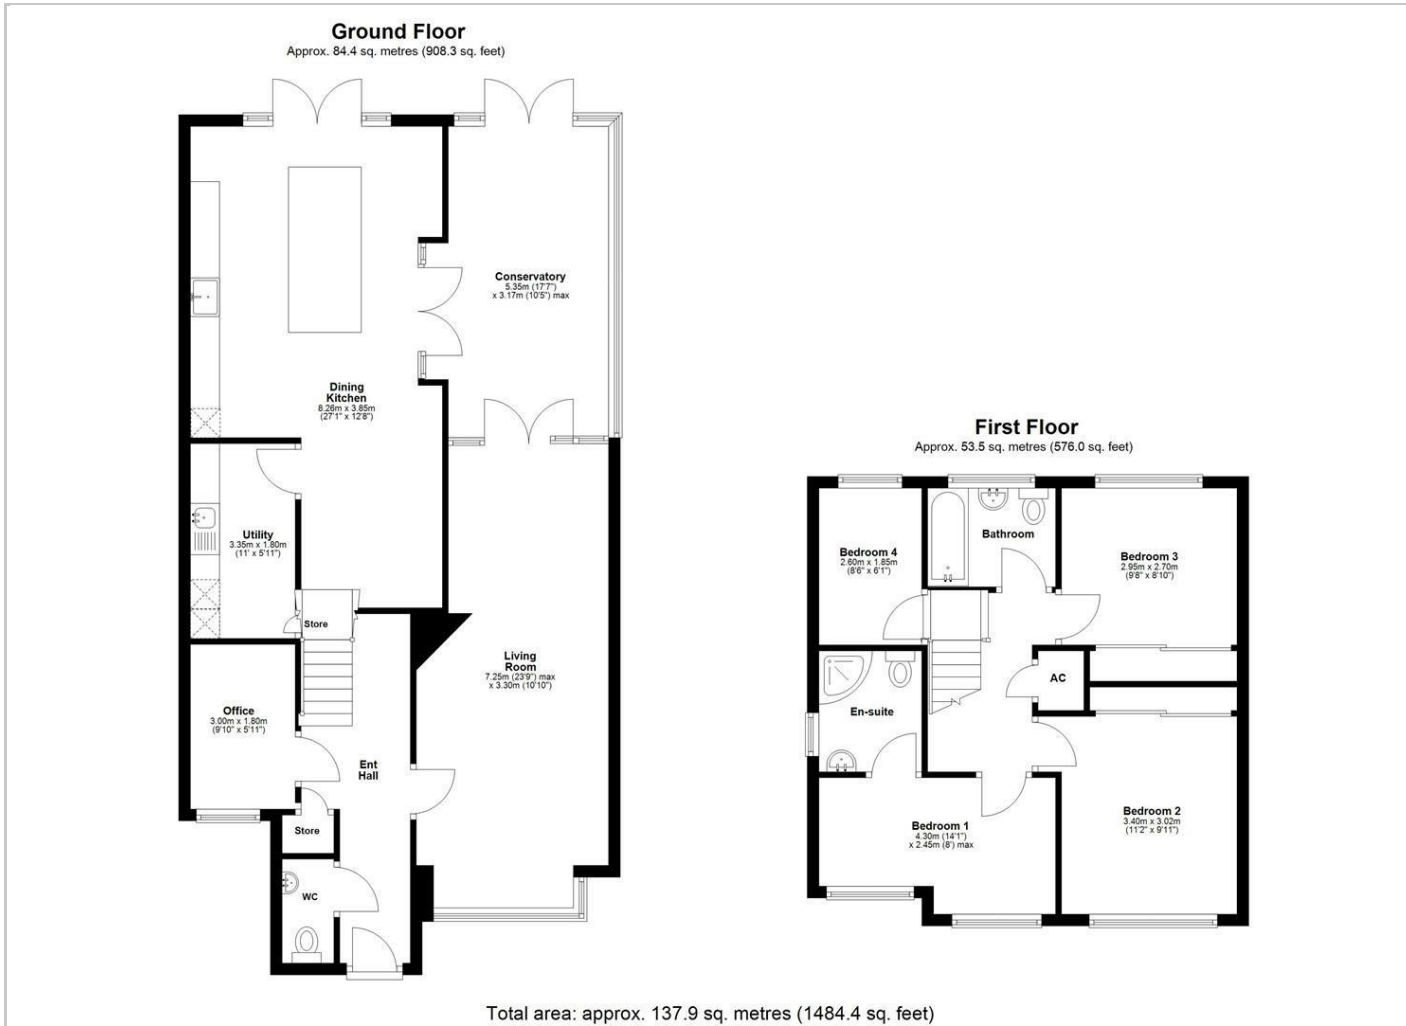 Ground Floor
Approx. 84.4 sq. metres (908.3 sq. feet)
Conservatory
5.35m (17'7")
x 3.17m (10'5") max
Dining
Kitchen
8.26m x 3.85m
(27'1" x 12'8")
Utility
3.35m x 1.80m
(11' x 5'11")
Store
Living
Room
7.25m (23'9") max
x 3.30m (10'10")
Office
3.00m x 1.80m
(9'10" x 5'11")
Ent
Hall
Store
WC
First Floor
Approx. 53.5 sq. metres (576.0 sq. feet)
Bathroom
Bedroom 4
2.60m x 1.85m
(8'6" x 6'1")
Bedroom 3
2.95m x 2.70m
(9'8" x 8'10")
AC
En-suite
Bedroom 1
4.30m (14'1")
x 2.45m (8') max
Bedroom 2
3.40m x 3.02m
(11'2" x 9'11")
Total area: approx. 137.9 sq. metres (1484.4 sq. feet)